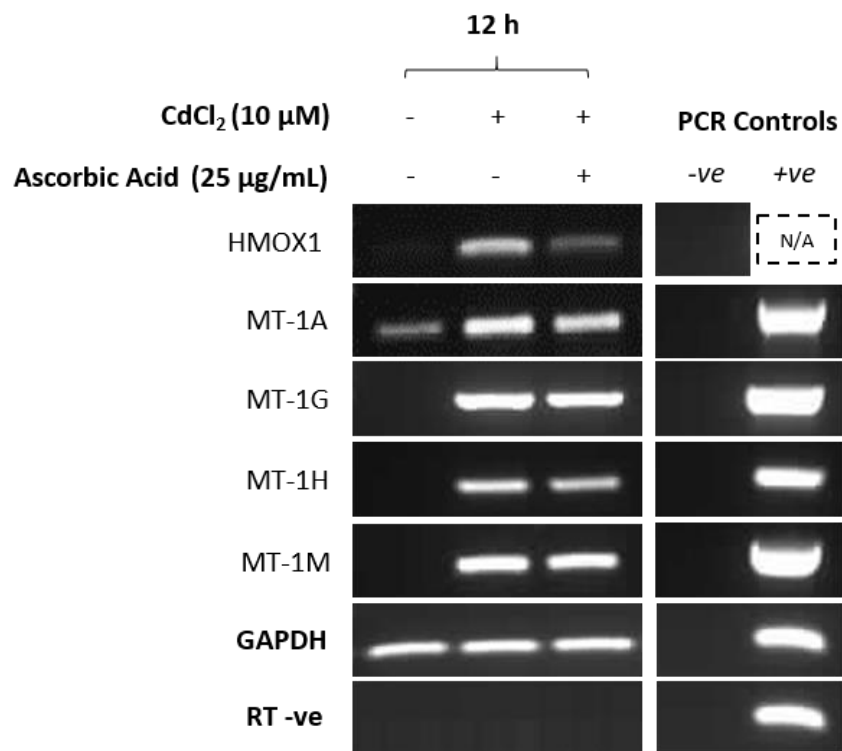 12 h
CdCl₂ (10 µM) - + + PCR Controls
Ascorbic Acid (25 µg/mL) - - + -ve +ve
HMOX1 N/A
MT-1A
MT-1G
MT-1H
MT-1M
GAPDH
RT -ve